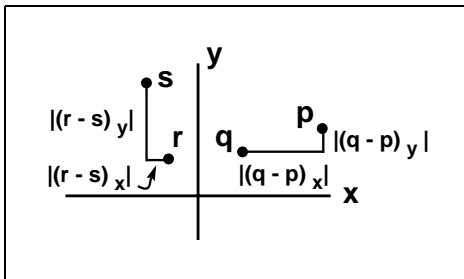 y
s
|(r - s) y|
r
q
p
|(q - p) y |
|(r - s) x|
|(q - p) x|
x